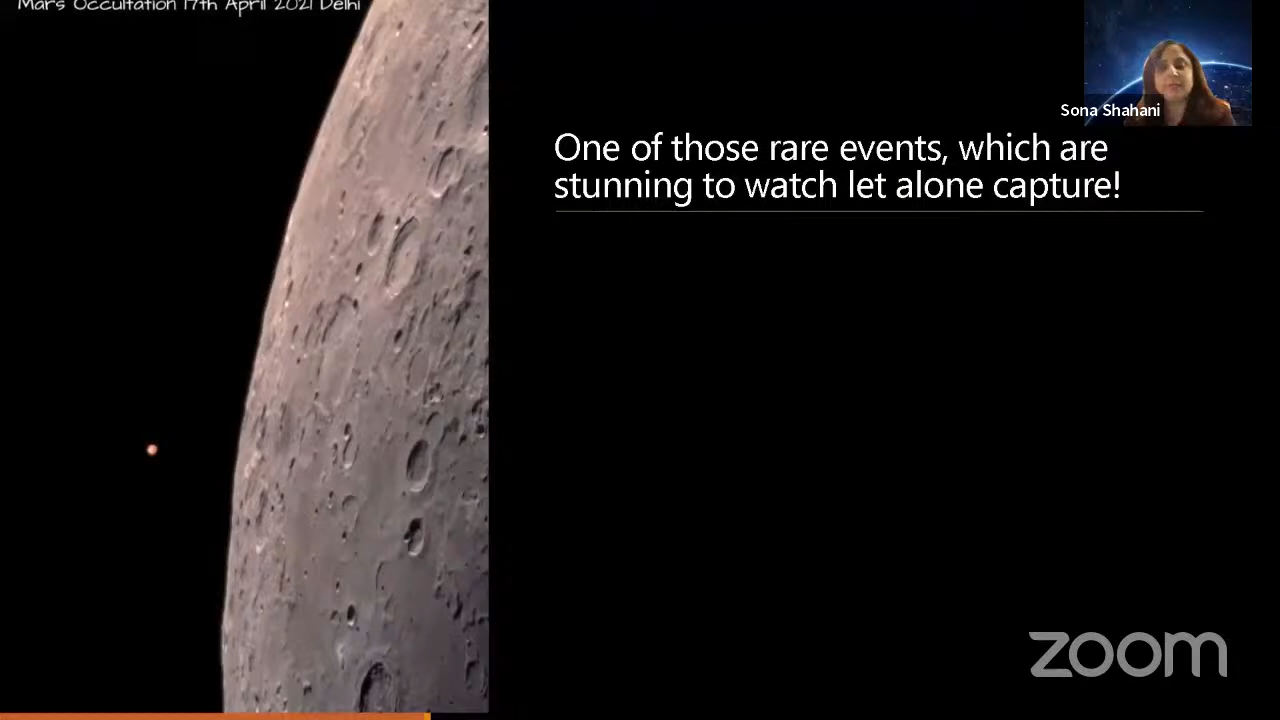 Mars Occultation 17th April 2021 Delhi
Sona Shahani
One of those rare events, which are
stunning to watch let alone capture!
zoom